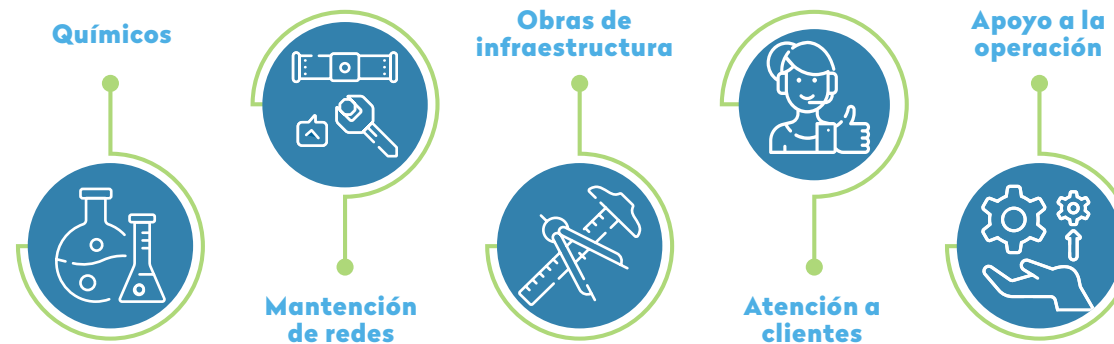 Químicos
Mantención
de redes
Obras de
infraestructura
Atención a
clientes
Apoyo a la
operación